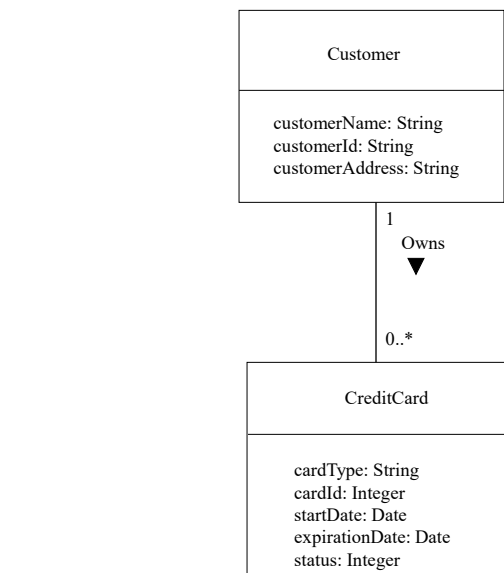 Customer
customerName: String
customerId: String
customerAddress: String
1
Owns
0..*
CreditCard
cardType: String
cardId: Integer
startDate: Date
expirationDate: Date
status: Integer